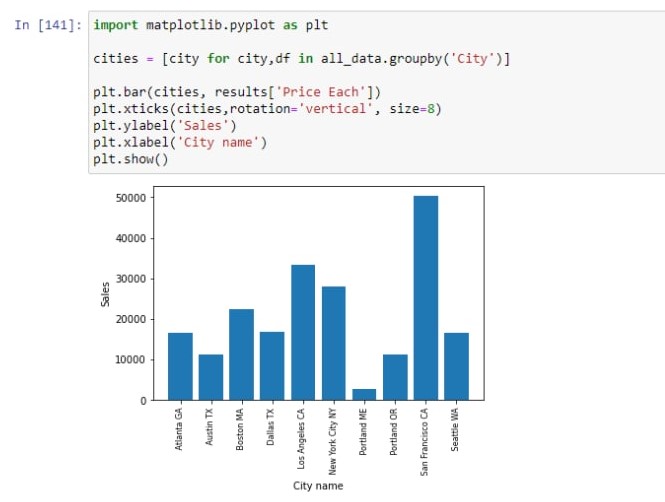 In [141]: import matplotlib.pyplot as plt
cities = [city for city,df in all_data.groupby('City')]
plt.bar(cities, results['Price Each'])
plt.xticks(cities,rotation='vertical', size=8)
plt.ylabel('Sales')
plt.xlabel('City name')
plt.show()
50000
40000
30000
20000
10000
0
Sales
Atlanta GA
Austin TX
Boston MA
Dallas TX
Los Angeles CA
New York City NY
Portland ME
Portland OR
San Francisco CA
Seattle WA
City name